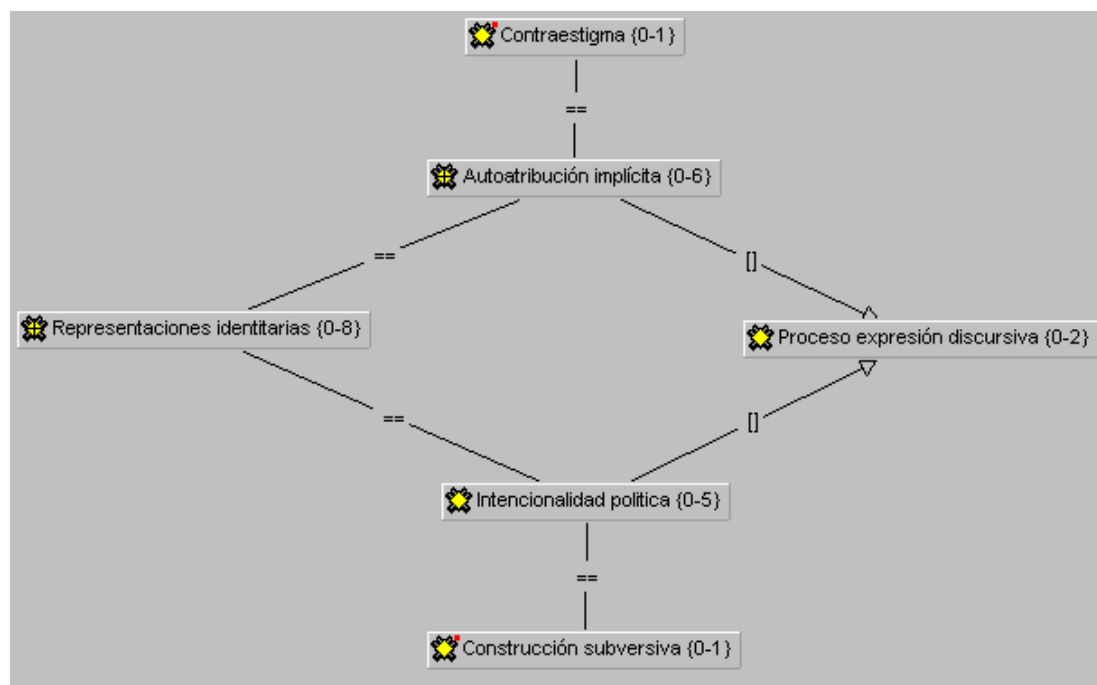 Contraestigma {0-1}
==
Autoatribución implícita {0-6}
==
[]
Representaciones identitarias {0-8}
Proceso expresión discursiva {0-2}
==
[]
Intencionalidad política {0-5}
==
Construcción subversiva {0-1}